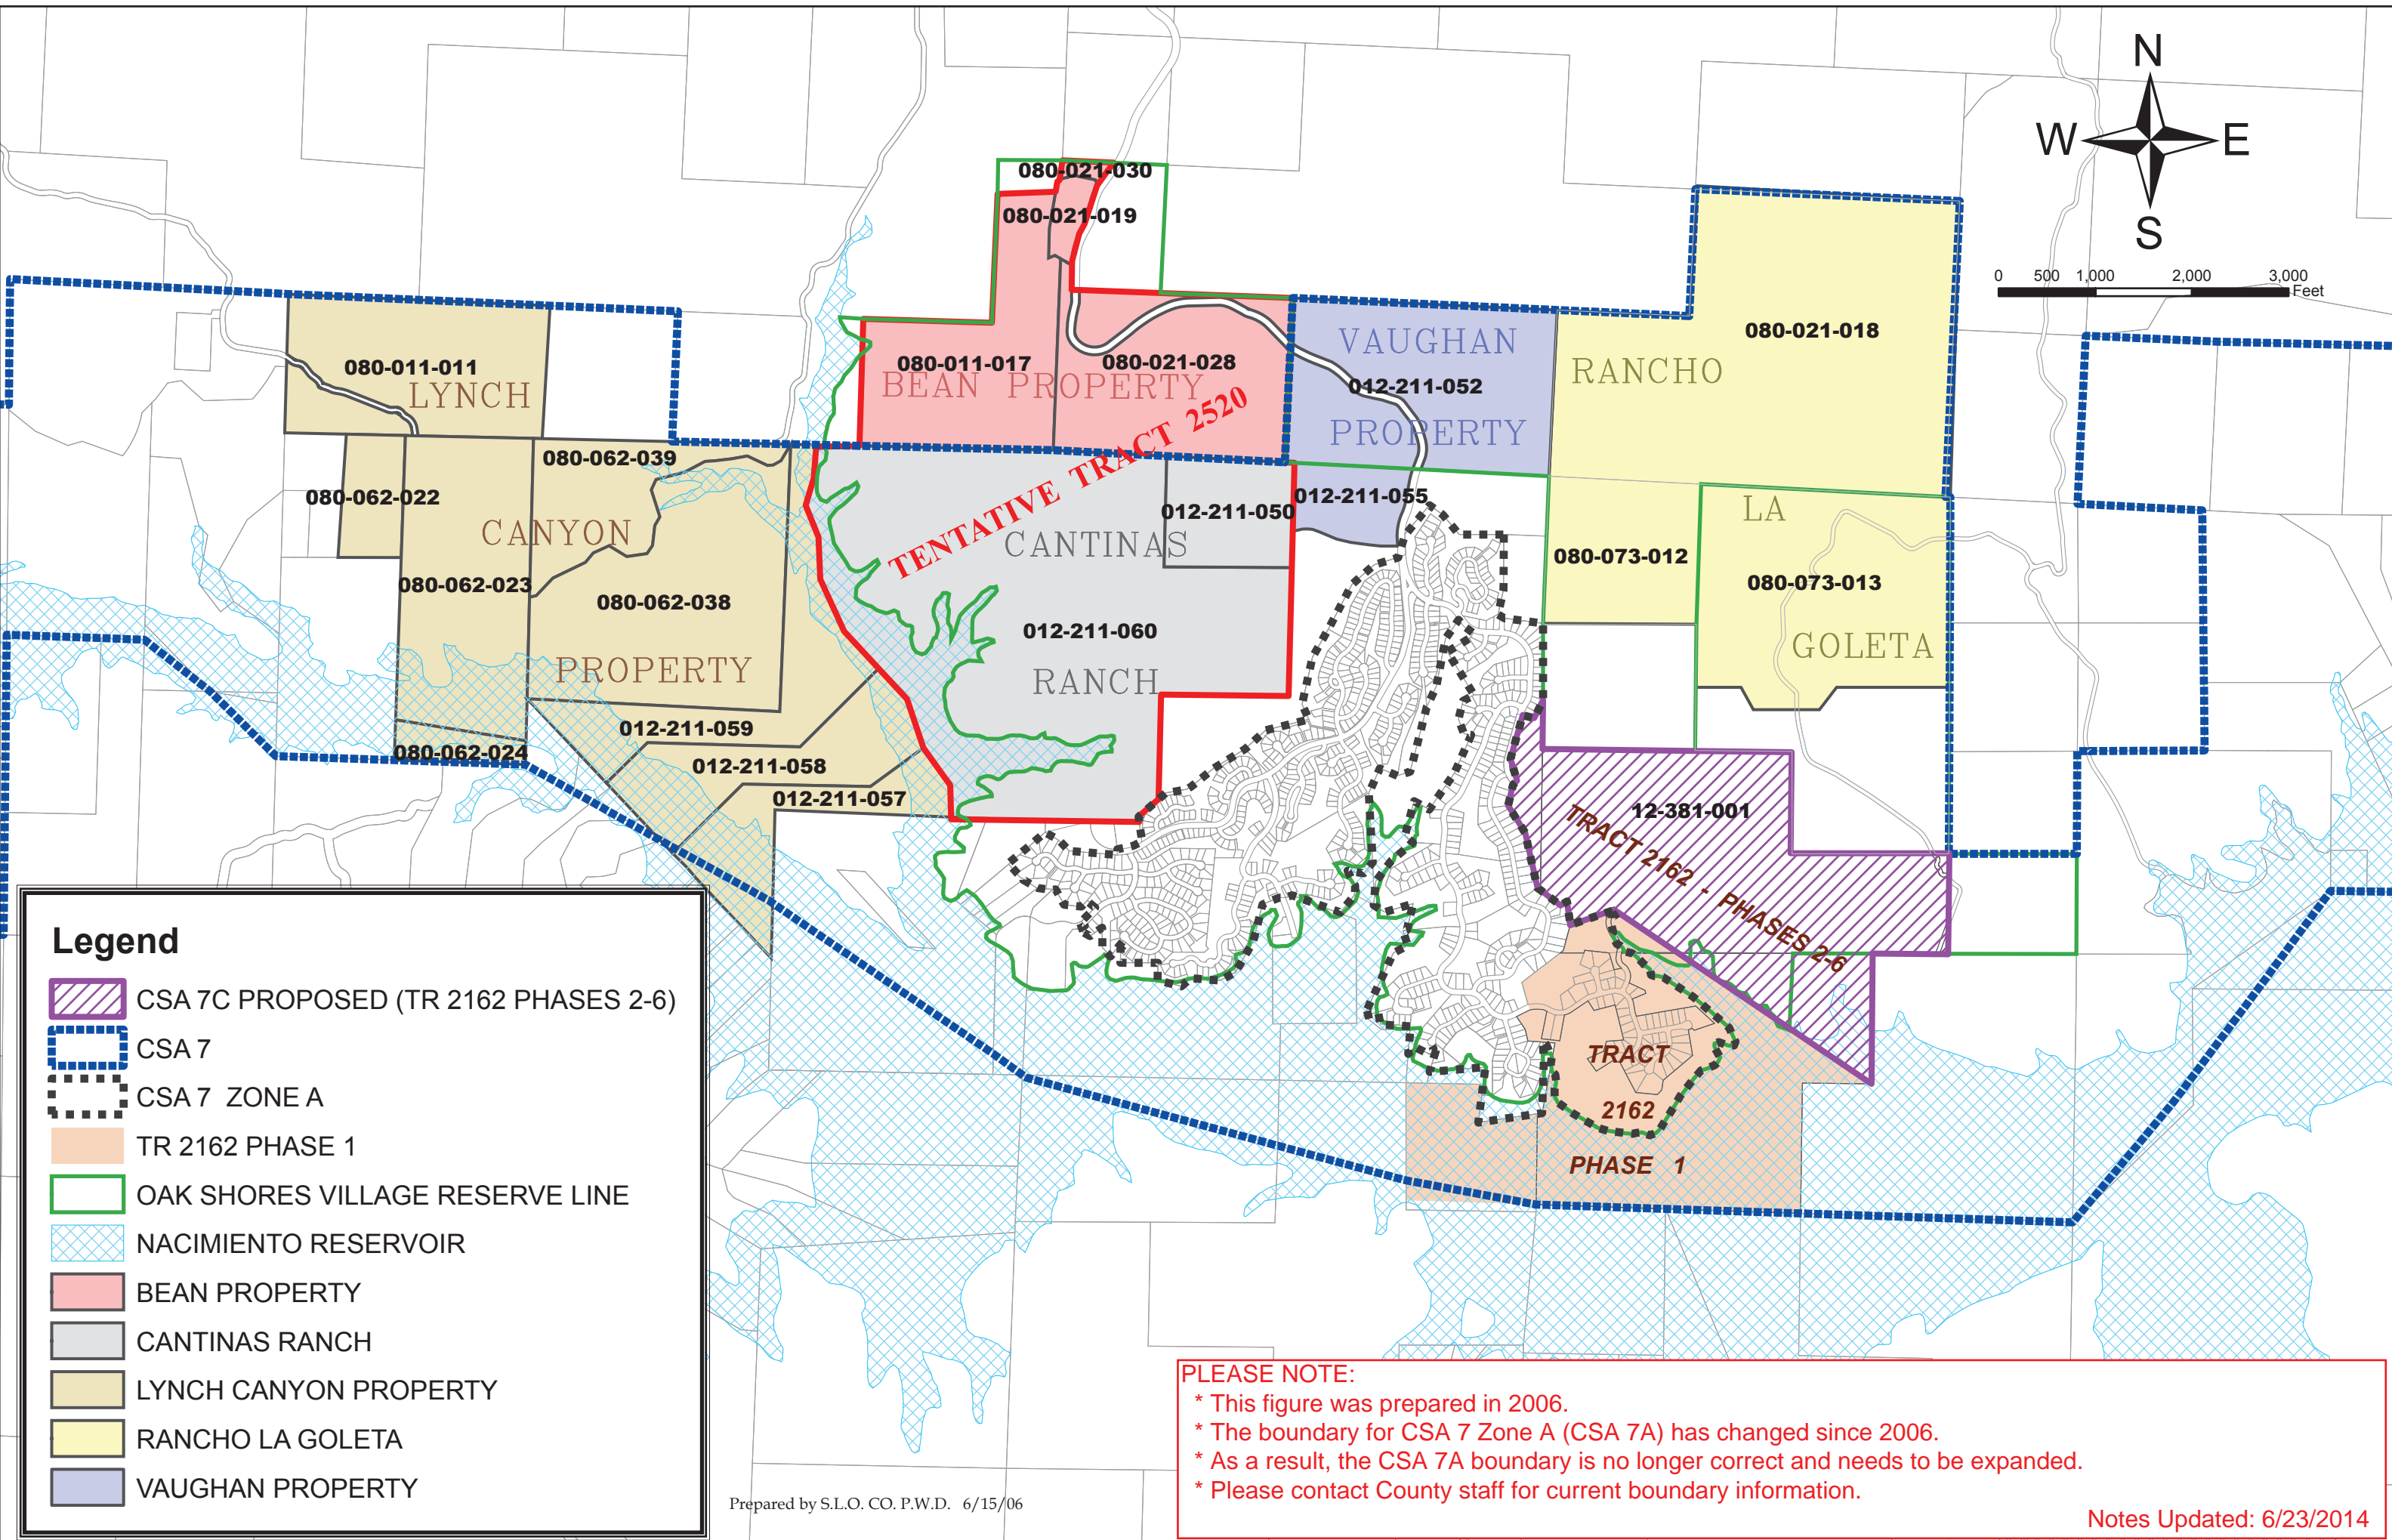 N
W E
S
0 500 1,000 2,000 3,000
Feet
080-021-030
080-021-019
080-021-018
080-011-011
LYNCH
080-011-017
080-021-028
BEAN PROPERTY
VAUGHAN
012-211-052
PROPERTY
RANCHO
TENTATIVE TRACT 2520
080-062-039
080-062-022
CANYON
080-062-023
080-062-038
PROPERTY
012-211-050
012-211-055
CANTINAS
012-211-060
RANCH
LA
080-073-012
080-073-013
GOLETA
012-211-059
080-062-024
012-211-058
012-211-057
12-381-001
TRACT 2162 - PHASES 2-6
TRACT
2162
PHASE 1
Legend
CSA 7C PROPOSED (TR 2162 PHASES 2-6)
CSA 7
CSA 7 ZONE A
TR 2162 PHASE 1
OAK SHORES VILLAGE RESERVE LINE
NACIMIENTO RESERVOIR
BEAN PROPERTY
CANTINAS RANCH
LYNCH CANYON PROPERTY
RANCHO LA GOLETA
VAUGHAN PROPERTY
Prepared by S.L.O. CO. P.W.D. 6/15/06
PLEASE NOTE:
* This figure was prepared in 2006.
* The boundary for CSA 7 Zone A (CSA 7A) has changed since 2006.
* As a result, the CSA 7A boundary is no longer correct and needs to be expanded.
* Please contact County staff for current boundary information.
Notes Updated: 6/23/2014